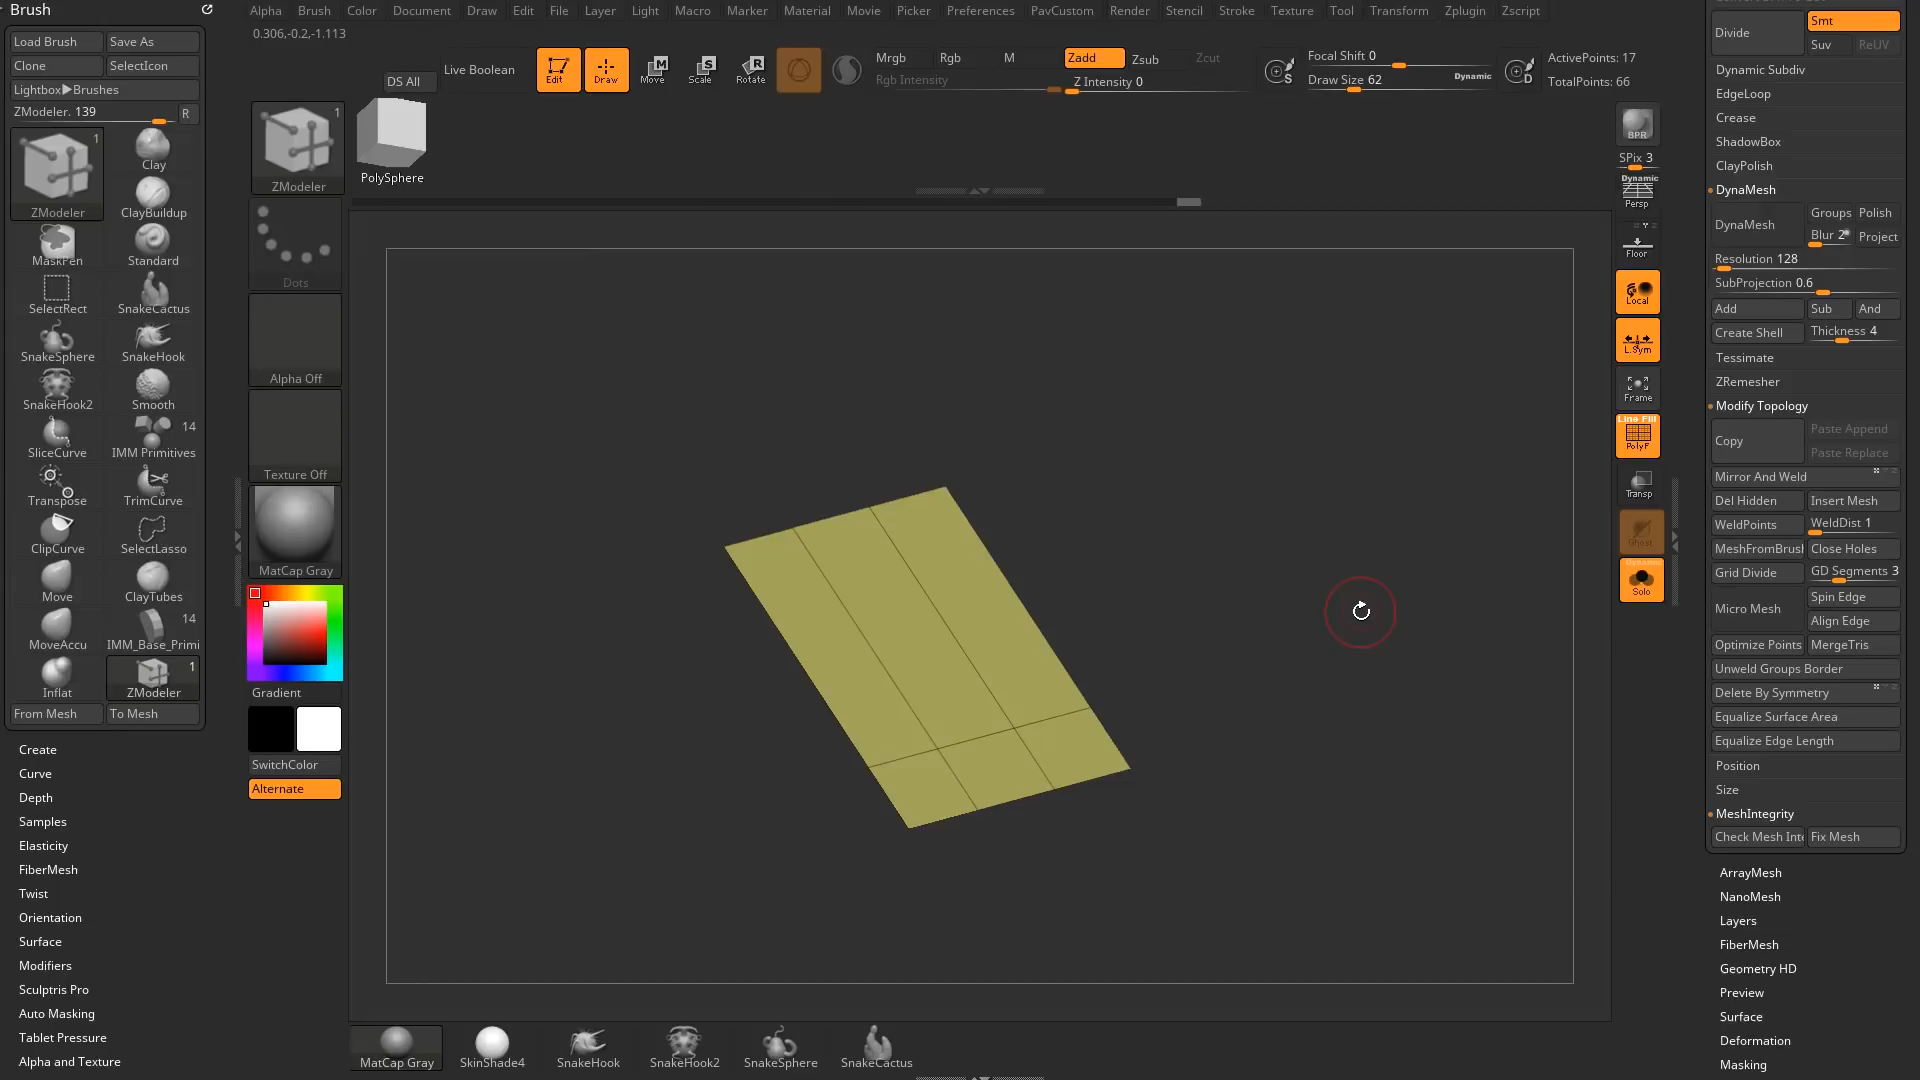 Brush
Alpha Brush Color Document Draw Edit File Layer Light Macro Marker Material Movie Picker Preferences PavCustom Render Stencil Stroke Texture Tool Transform Zplugin Zscript
0.306,-0.2,-1.113
Load Brush Save As
Clone SelectIcon
Lightbox▶Brushes
ZModeler. 139 R
1
ZModeler
Clay
ClayBuildup
MaskPen Standard
SelectRect SnakeCactus
SnakeSphere SnakeHook
SnakeHook2 Smooth
14
SliceCurve IMM Primitives
Transpose TrimCurve
ClipCurve SelectLasso
Move ClayTubes
14
MoveAccu IMM_Base_Primi
1
Inflat ZModeler
From Mesh To Mesh
Create
Curve
Depth
Samples
Elasticity
FiberMesh
Twist
Orientation
Surface
Modifiers
Sculptris Pro
Auto Masking
Tablet Pressure
Alpha and Texture
DS All
Live Boolean
Edit
Draw
M
Move
S
Scale
R
Rotate
Mrgb Rgb M
Rgb Intensity
Zadd Zsub Zcut
Z Intensity 0
S
Focal Shift 0
Draw Size 62 Dynamic
D
ActivePoints: 17
TotalPoints: 66
1
ZModeler
PolySphere
Dots
Alpha Off
Texture Off
MatCap Gray
Gradient
SwitchColor
Alternate
BPR
SPix 3
Dynamic
Persp
Floor
Local
L.Sym
Frame
Line Fill
PolyF
Transp
Ghost
Dynamic
Solo
MatCap Gray SkinShade4 SnakeHook SnakeHook2 SnakeSphere SnakeCactus
Divide
Smt
Suv ReUV
Dynamic Subdiv
EdgeLoop
Crease
ShadowBox
ClayPolish
DynaMesh
DynaMesh
Groups Polish
Blur 2 Project
Resolution 128
SubProjection 0.6
Add Sub And
Create Shell Thickness 4
Tessimate
ZRemesher
Modify Topology
Copy
Paste Append
Paste Replace
Mirror And Weld
Del Hidden Insert Mesh
WeldPoints WeldDist 1
MeshFromBrush Close Holes
Grid Divide GD Segments 3
Micro Mesh
Spin Edge
Align Edge
Optimize Points MergeTris
Unweld Groups Border
Delete By Symmetry
Equalize Surface Area
Equalize Edge Length
Position
Size
MeshIntegrity
Check Mesh Inte Fix Mesh
ArrayMesh
NanoMesh
Layers
FiberMesh
Geometry HD
Preview
Surface
Deformation
Masking